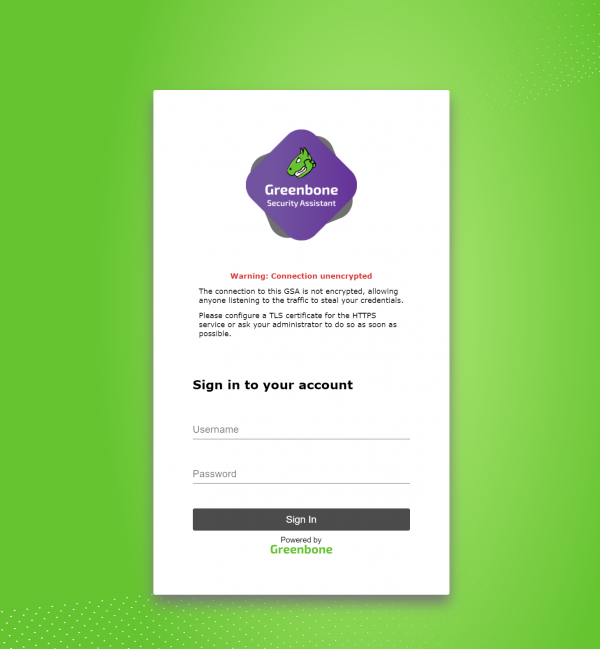 Greenbone
Security Assistant
Warning: Connection unencrypted
The connection to this GSA is not encrypted, allowing
anyone listening to the traffic to steal your credentials.
Please configure a TLS certificate for the HTTPS
service or ask your administrator to do so as soon as
possible.
Sign in to your account
Username
Password
Sign In
Powered by
Greenbone